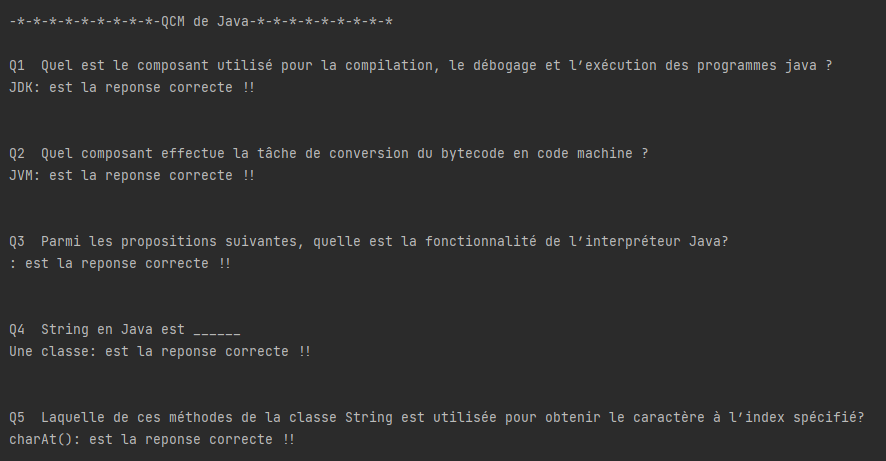 -*-*-*-*-*-*-*-*-*-QCM de Java-*-*-*-*-*-*-*-*-*
Q1  Quel est le composant utilisé pour la compilation, le débogage et l’exécution des programmes java ?
JDK: est la reponse correcte !!
Q2  Quel composant effectue la tâche de conversion du bytecode en code machine ?
JVM: est la reponse correcte !!
Q3  Parmi les propositions suivantes, quelle est la fonctionnalité de l’interpréteur Java?
: est la reponse correcte !!
Q4  String en Java est ______
Une classe: est la reponse correcte !!
Q5  Laquelle de ces méthodes de la classe String est utilisée pour obtenir le caractère à l’index spécifié?
charAt(): est la reponse correcte !!